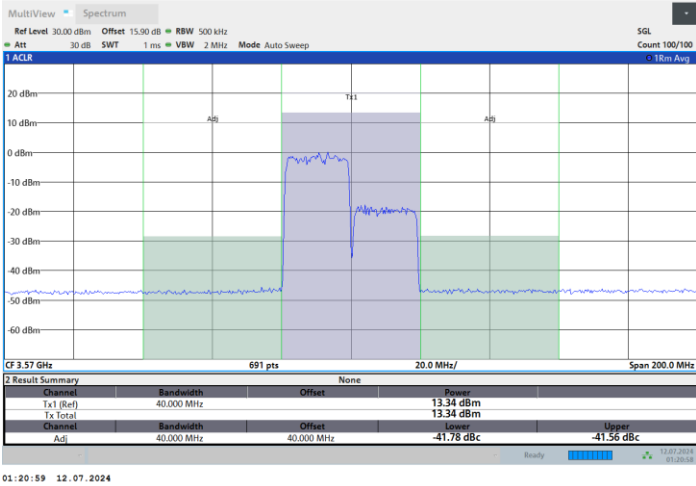 MultiView Spectrum
Ref Level 30.00 dBm Offset 15.90 dB RBW 500 kHz SGL
Att 30 dB SWT 1 ms VBW 2 MHz Mode Auto Sweep Count 100/100
1 ACLR 1Rm Avg
Tx1
20 dBm
Adj Adj
10 dBm
0 dBm
-10 dBm
-20 dBm
-30 dBm
-40 dBm
-50 dBm
-60 dBm
CF 3.57 GHz 691 pts 20.0 MHz/ Span 200.0 MHz
2 Result Summary None
Channel Bandwidth Offset Power
Tx1 (Ref) 40.000 MHz 13.34 dBm
Tx Total 13.34 dBm
Channel Bandwidth Offset Lower Upper
Adj 40.000 MHz 40.000 MHz -41.78 dBc -41.56 dBc
Ready 12.07.2024
01:20:58
01:20:59 12.07.2024